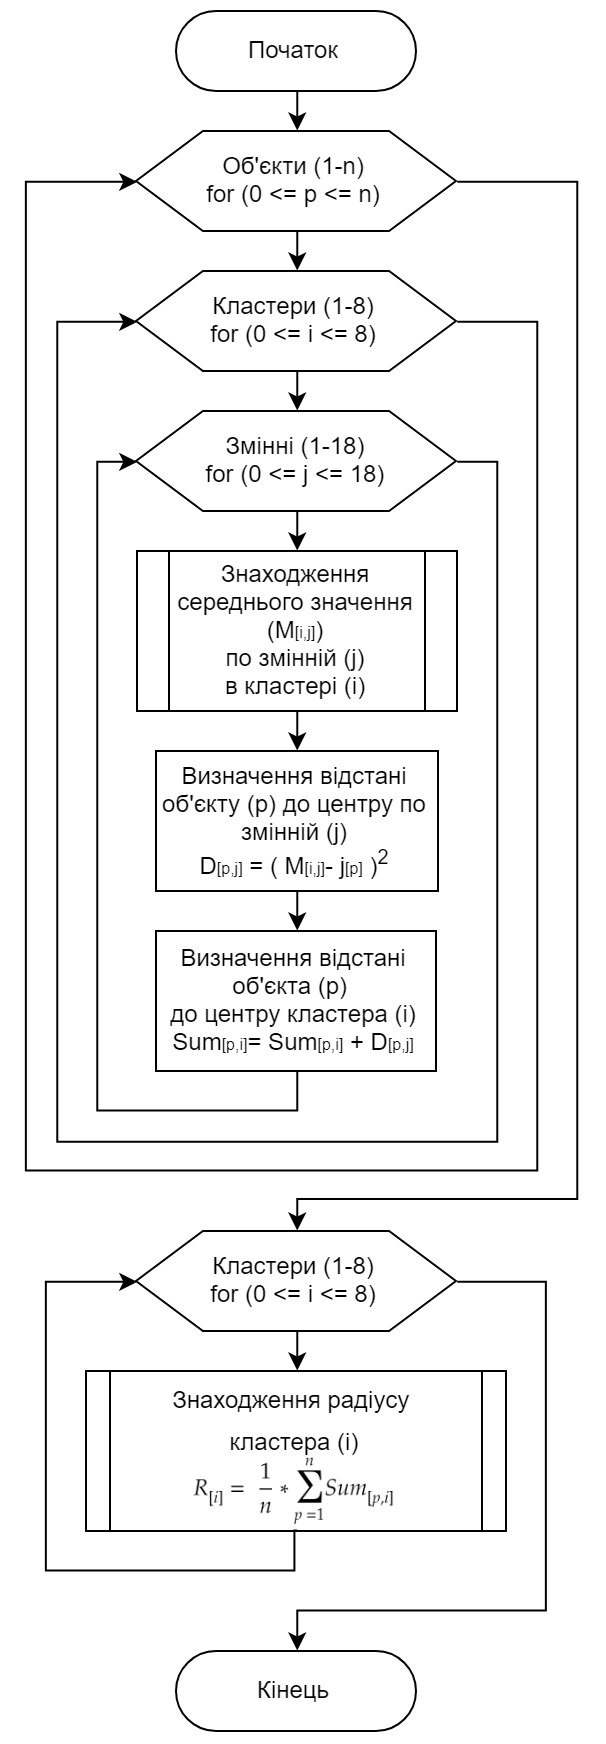 Початок
Об'єкти (1-n)
for (0 <= p <= n)
Кластери (1-8)
for (0 <= i <= 8)
Змінні (1-18)
for (0 <= j <= 18)
Знаходження
середнього значення
(M[i,j])
по змінній (j)
в кластері (i)
Визначення відстані
об'єкту (p) до центру по
змінній (j)
D[p,j] = ( M[i,j]- j[p] )²
Визначення відстані
об'єкта (p)
до центру кластера (i)
Sum[p,i]= Sum[p,i] + D[p,j]
Кластери (1-8)
for (0 <= i <= 8)
Знаходження радіусу
кластера (i)
R[i] = 1/n * ∑ p=1 n Sum[p,i]
Кінець